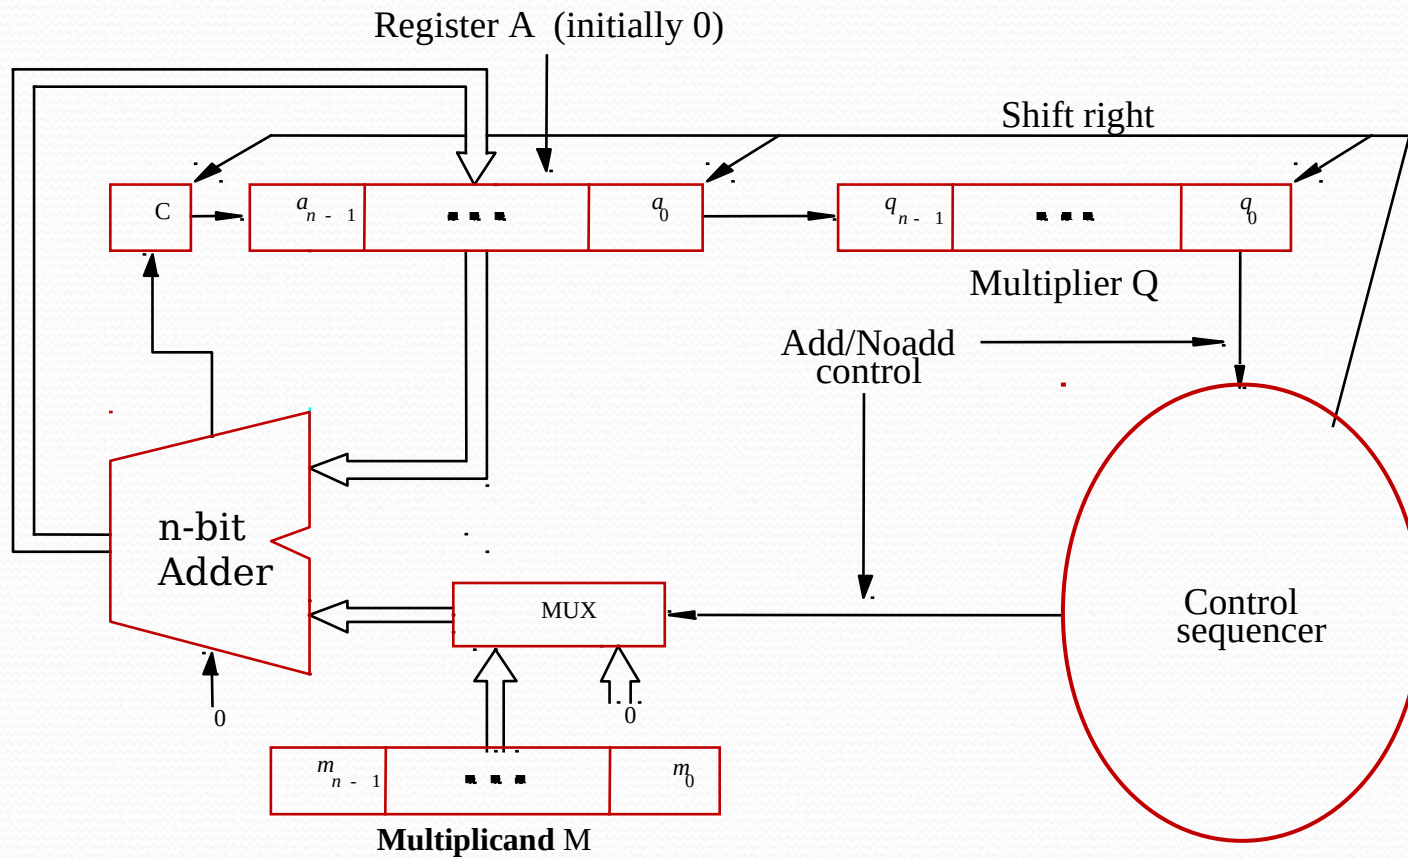 Register A (initially 0)
Shift right
C
a n - 1
a 0
q n - 1
q 0
Multiplier Q
Add/Noadd
control
n-bit
Adder
MUX
Control
sequencer
0
0
m n - 1
m 0
Multiplicand M